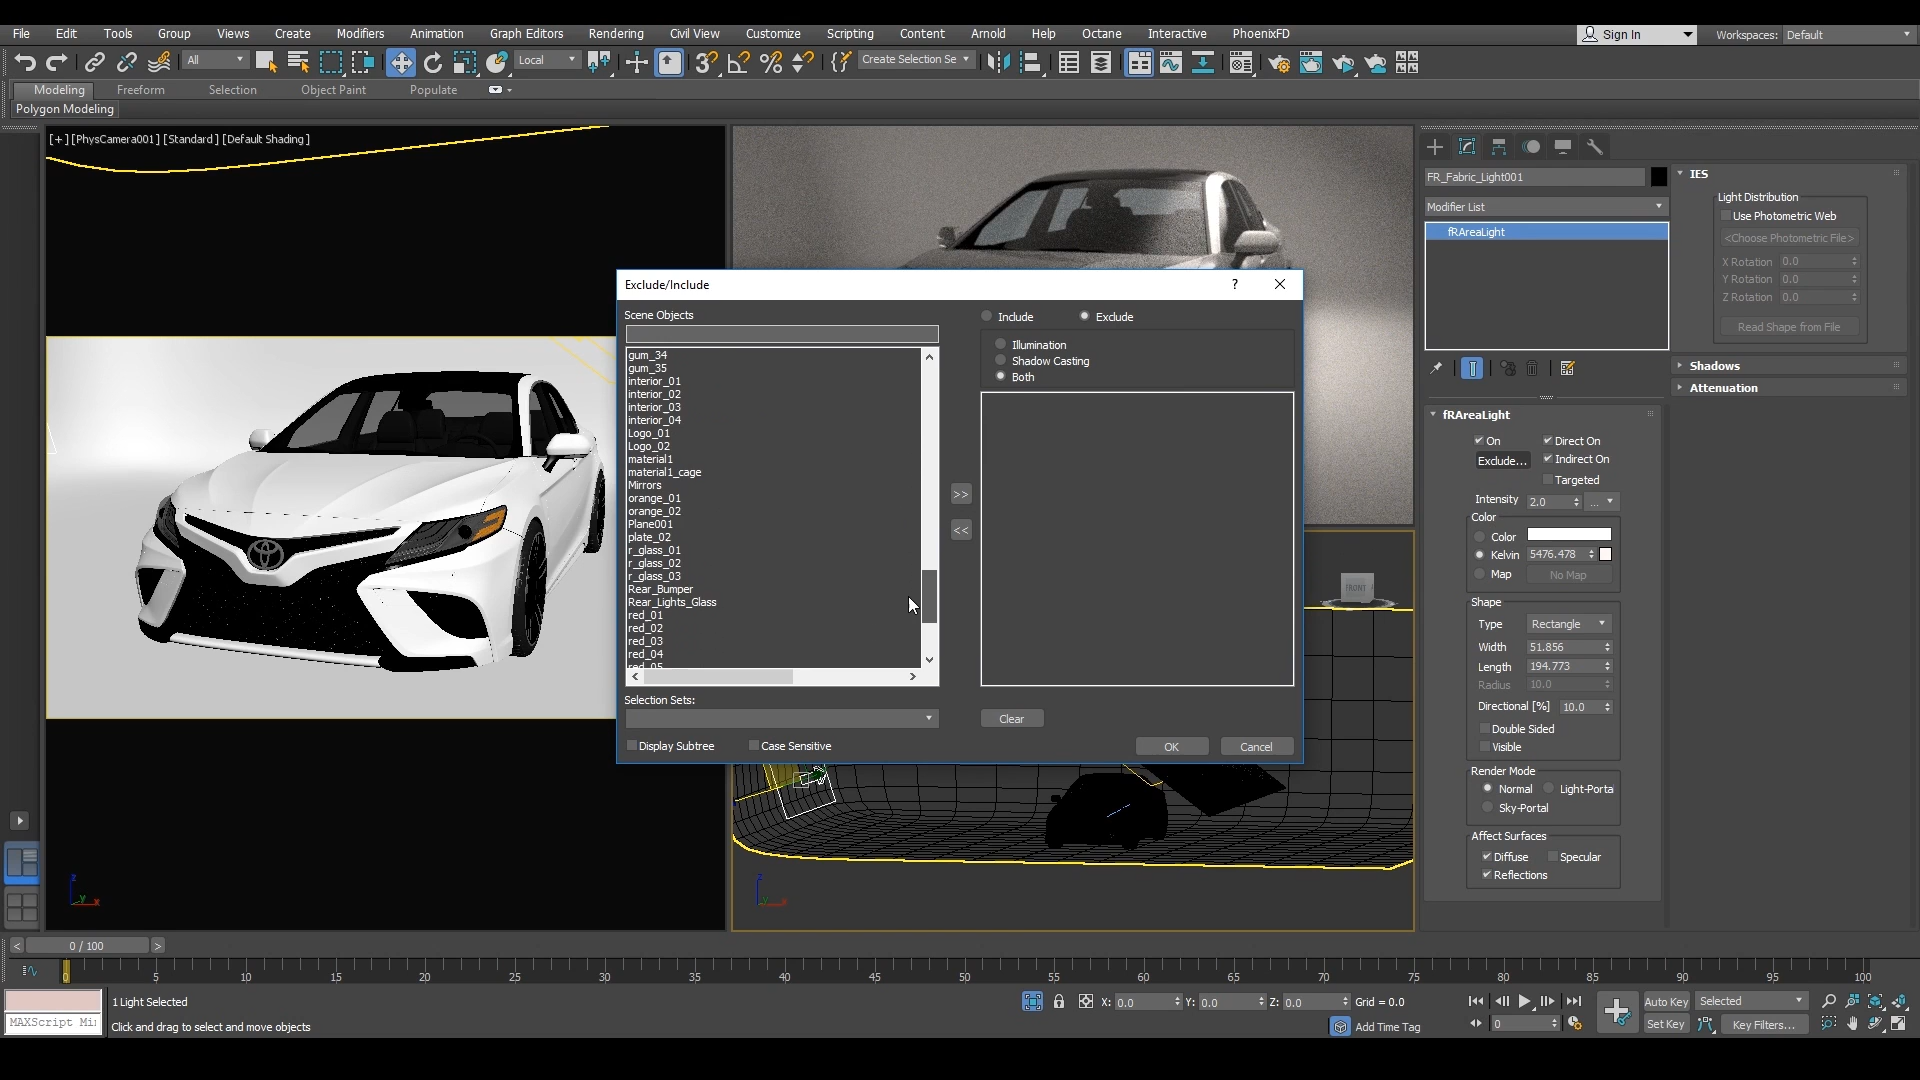 File Edit Tools Group Views Create Modifiers Animation Graph Editors Rendering Civil View Customize Scripting Content Arnold Help Octane Interactive PhoenixFD Sign In Workspaces: Default
All Local Create Selection Se
Modeling Freeform Selection Object Paint Populate
Polygon Modeling
[+] [PhysCamera001] [Standard] [Default Shading]
FR_Fabric_Light001
Modifier List
fRAreaLight
IES
Light Distribution
Use Photometric Web
<Choose Photometric File>
X Rotation 0.0
Y Rotation 0.0
Z Rotation 0.0
Read Shape from File
Shadows
Attenuation
Exclude/Include
?
Scene Objects
gum_34
gum_35
interior_01
interior_02
interior_03
interior_04
Logo_01
Logo_02
material1
material1_cage
Mirrors
orange_01
orange_02
Plane001
plate_02
r_glass_01
r_glass_02
r_glass_03
Rear_Bumper
Rear_Lights_Glass
red_01
red_02
red_03
red_04
red_05
Include Exclude
Illumination
Shadow Casting
Both
>>
<<
Selection Sets:
Clear
Display Subtree Case Sensitive
OK Cancel
FRONT
fRAreaLight
On Direct On
Exclude... Indirect On
Targeted
Intensity 2.0 ...
Color
Color
Kelvin 5476.478
Map No Map
Shape
Type Rectangle
Width 51.856
Length 194.773
Radius 10.0
Directional [%] 10.0
Double Sided
Visible
Render Mode
Normal Light-Portal
Sky-Portal
Affect Surfaces
Diffuse Specular
Reflections
z y x
z y x
< 0 / 100 >
0 5 10 15 20 25 30 35 40 45 50 55 60 65 70 75 80 85 90 95 100
1 Light Selected
X: 0.0 Y: 0.0 Z: 0.0 Grid = 0.0
Auto Key Selected
MAXScript Mi
Click and drag to select and move objects
Add Time Tag
0
Set Key Key Filters...